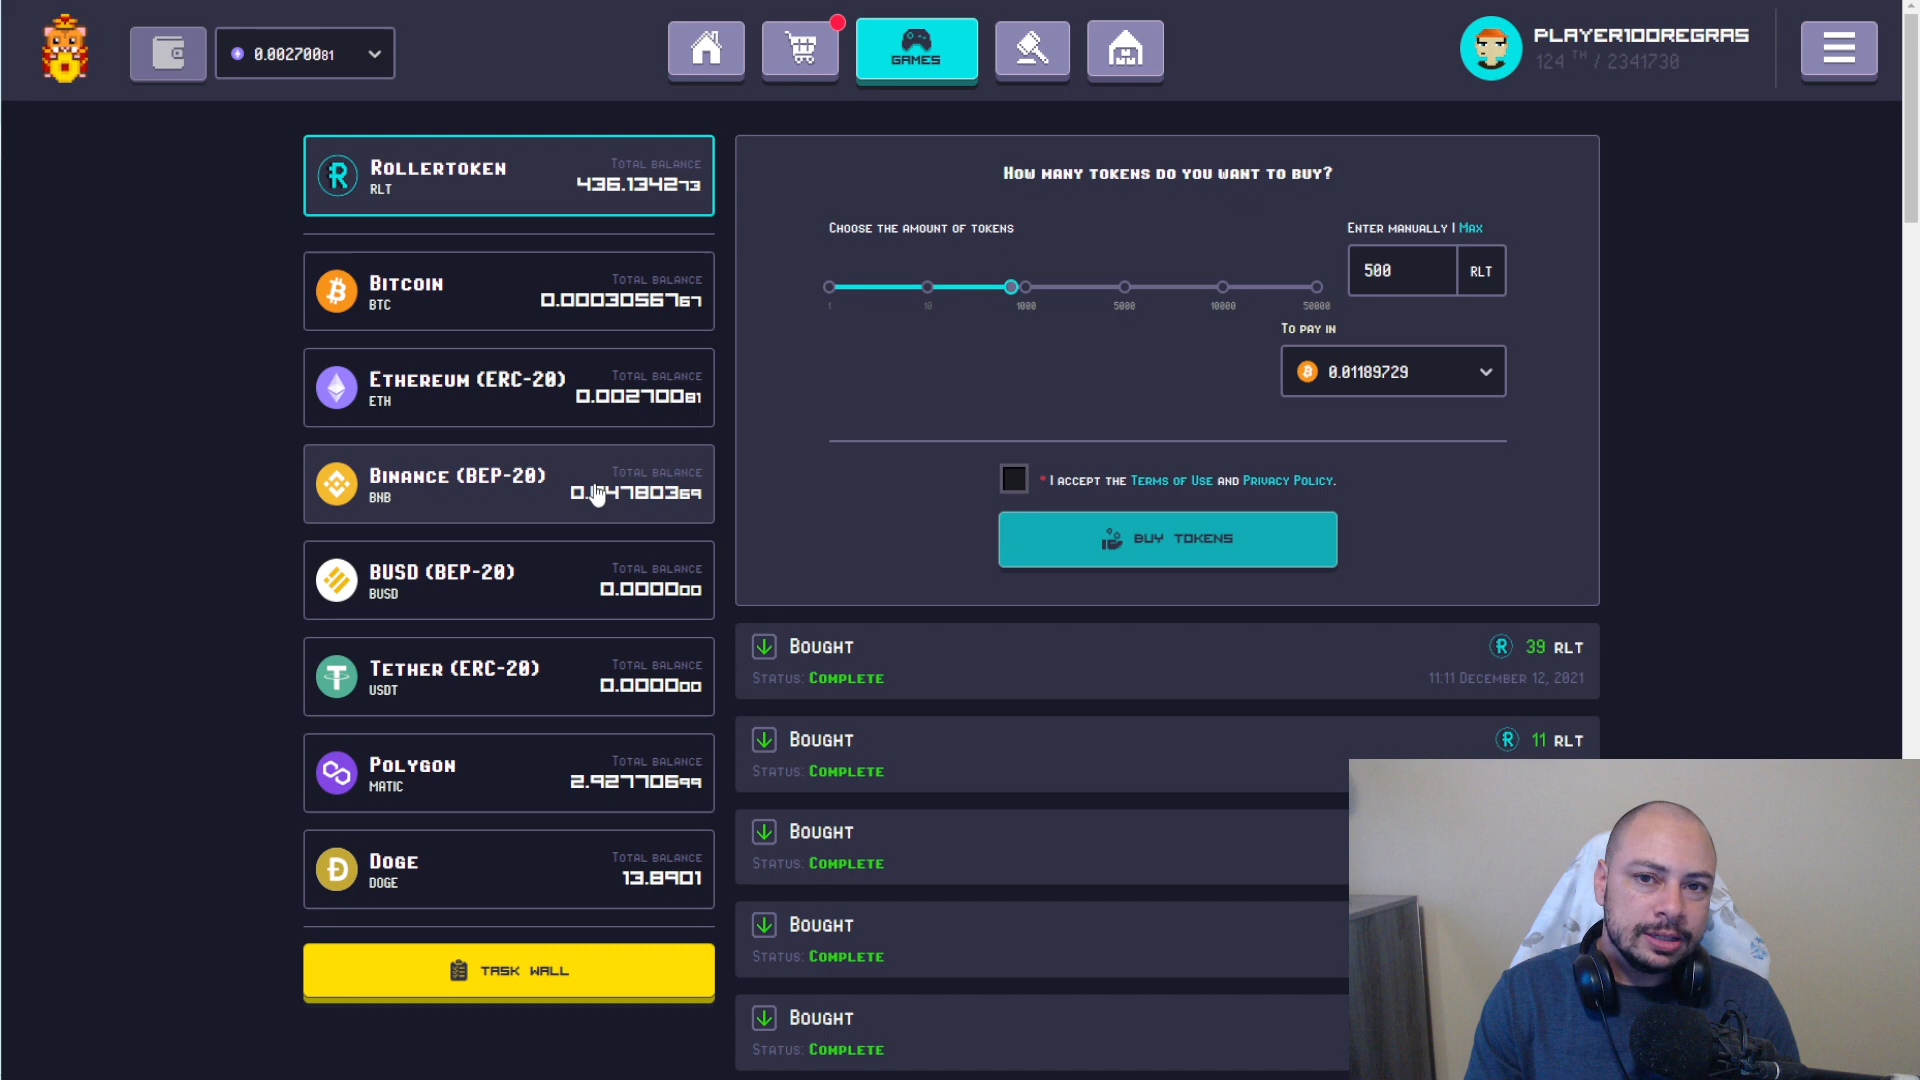 0.00270081
GAMES
PLAYER1OOREGRAS
124 TH / 2341730
ROLLERTOKEN
RLT
TOTAL BALANCE
436.134273
BITCOIN
BTC
TOTAL BALANCE
0.0003056767
ETHEREUM (ERC-20)
ETH
TOTAL BALANCE
0.00270081
BINANCE (BEP-20)
BNB
TOTAL BALANCE
BUSD (BEP-20)
BUSD
TOTAL BALANCE
0.000000
TETHER (ERC-20)
USDT
TOTAL BALANCE
0.000000
POLYGON
MATIC
TOTAL BALANCE
2.92770699
DOGE
DOGE
TOTAL BALANCE
13.8901
TASK WALL
HOW MANY TOKENS DO YOU WANT TO BUY?
CHOOSE THE AMOUNT OF TOKENS
ENTER MANUALLY | MAX
500 RLT
1 10 1000 5000 10000 50000
TO PAY IN
0.01189729
* I ACCEPT THE TERMS OF USE AND PRIVACY POLICY.
BUY TOKENS
BOUGHT
39 RLT
STATUS: COMPLETE
11:11 DECEMBER 12, 2021
BOUGHT
11 RLT
STATUS: COMPLETE
BOUGHT
STATUS: COMPLETE
BOUGHT
STATUS: COMPLETE
BOUGHT
STATUS: COMPLETE